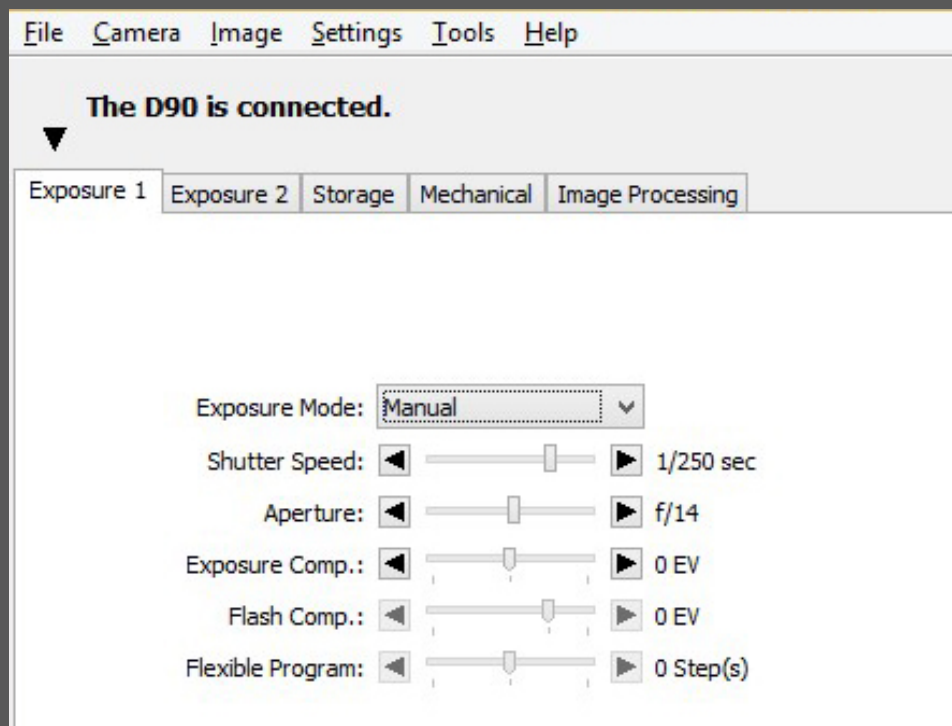 File Camera Image Settings Tools Help
The D90 is connected.
Exposure 1 Exposure 2 Storage Mechanical Image Processing
Exposure Mode: Manual
Shutter Speed: 1/250 sec
Aperture: f/14
Exposure Comp.: 0 EV
Flash Comp.: 0 EV
Flexible Program: 0 Step(s)